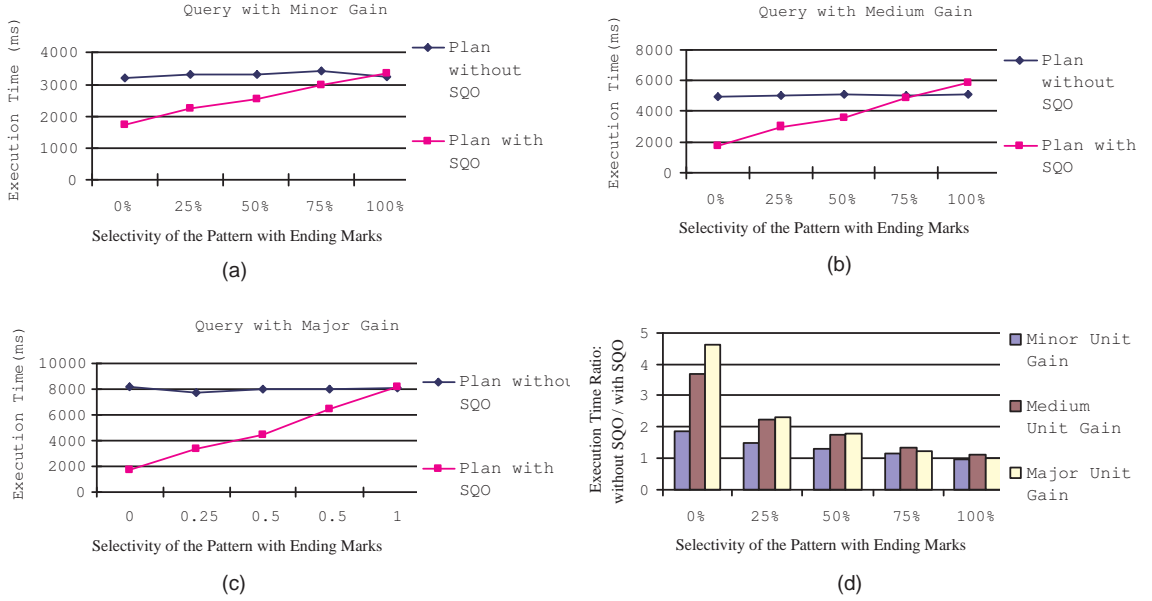 Query with Minor Gain
Execution Time (ms)
4000
3000
2000
1000
0
0% 25% 50% 75% 100%
Plan
without
SQO
Plan with
SQO
Selectivity of the Pattern with Ending Marks
(a)
Query with Medium Gain
Execution Time(ms)
8000
6000
4000
2000
0
0% 25% 50% 75% 100%
Plan
without
SQO
Plan with
SQO
Selectivity of the Pattern with Ending Marks
(b)
Query with Major Gain
Execution Time(ms)
10000
8000
6000
4000
2000
0
0 0.25 0.5 0.5 1
Plan withou
SQO
Plan with
SQO
Selectivity of the Pattern with Ending Marks
(c)
Execution Time Ratio:
without SQO / with SQO
5
4
3
2
1
0
0% 25% 50% 75% 100%
Minor Unit
Gain
Medium
Unit Gain
Major Unit
Gain
Selectivity of the Pattern with Ending Marks
(d)